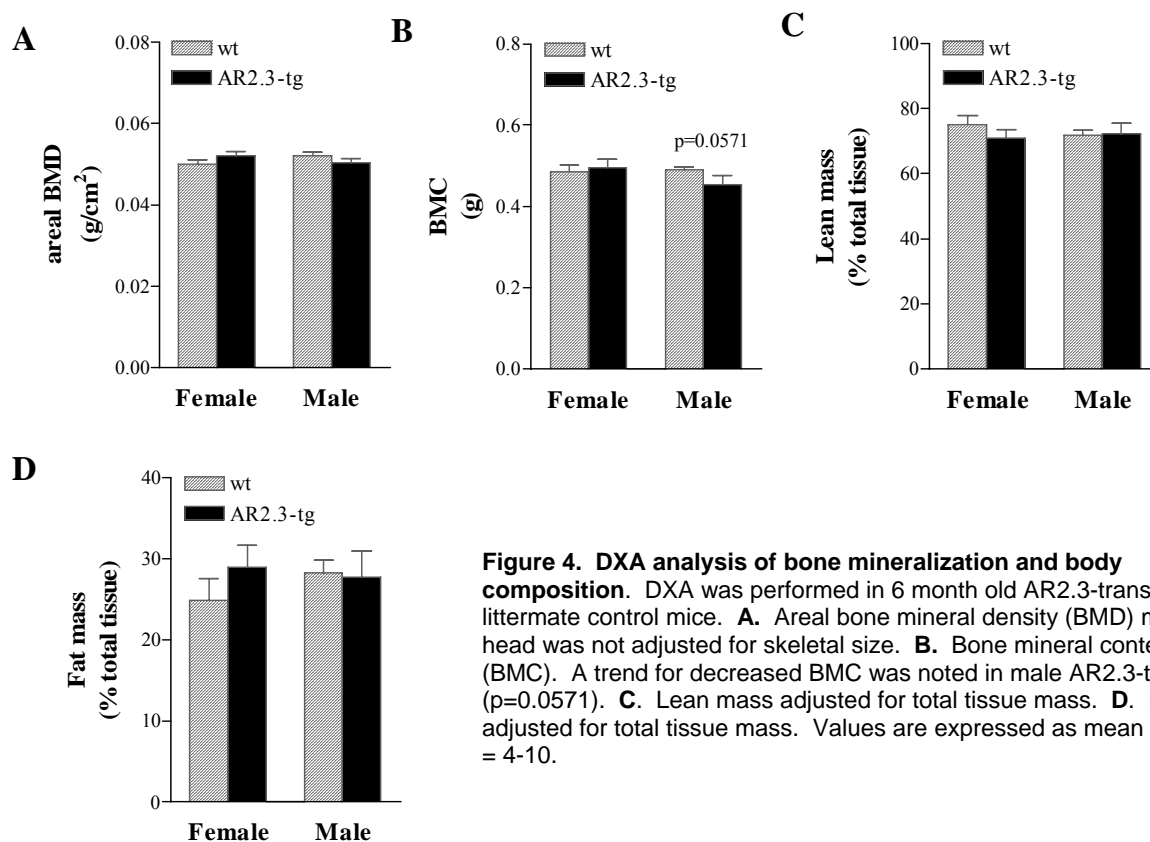 A
0.08
0.06
0.04
0.02
0.00
areal BMD
(g/cm²)
wt
AR2.3-tg
Female Male
B
0.8
0.6
0.4
0.2
0.0
BMC
(g)
wt
AR2.3-tg
p=0.0571
Female Male
C
100
80
60
40
20
0
Lean mass
(% total tissue)
wt
AR2.3-tg
Female Male
D
40
30
20
10
0
Fat mass
(% total tissue)
wt
AR2.3-tg
Female Male
Figure 4. DXA analysis of bone mineralization and body
composition. DXA was performed in 6 month old AR2.3-trans
littermate control mice. A. Areal bone mineral density (BMD)
head was not adjusted for skeletal size. B. Bone mineral conte
(BMC). A trend for decreased BMC was noted in male AR2.3-t
(p=0.0571). C. Lean mass adjusted for total tissue mass. D.
adjusted for total tissue mass. Values are expressed as mean
= 4-10.